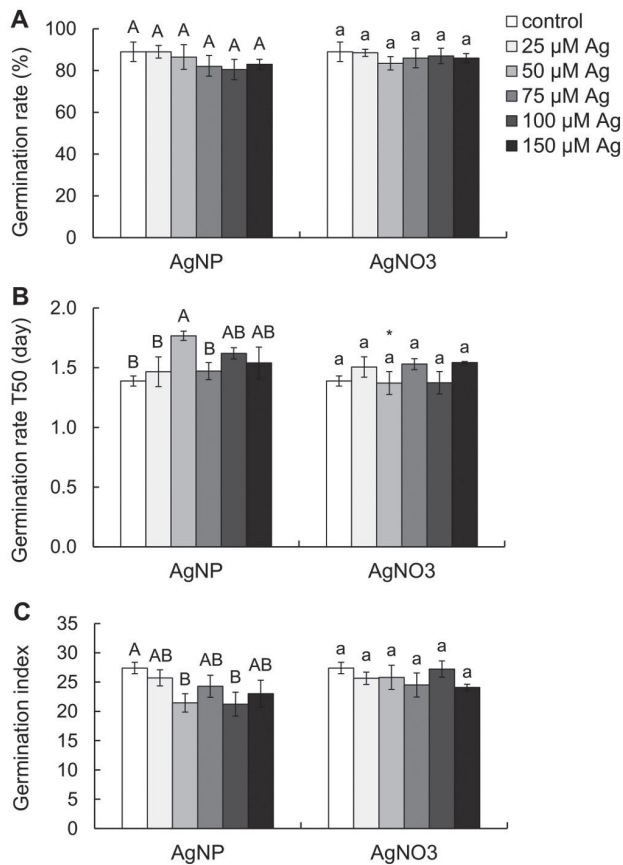 A
Germination rate (%)
100
80
60
40
20
0
A A A A A A
a a a a a a
AgNP
AgNO3
control
25 µM Ag
50 µM Ag
75 µM Ag
100 µM Ag
150 µM Ag
B
Germination rate T50 (day)
2.0
1.5
1.0
0.5
0.0
B B A B AB AB
*
a a a a a a
AgNP
AgNO3
C
Germination index
35
30
25
20
15
10
5
0
A AB B AB B AB
a a a a a a
AgNP
AgNO3